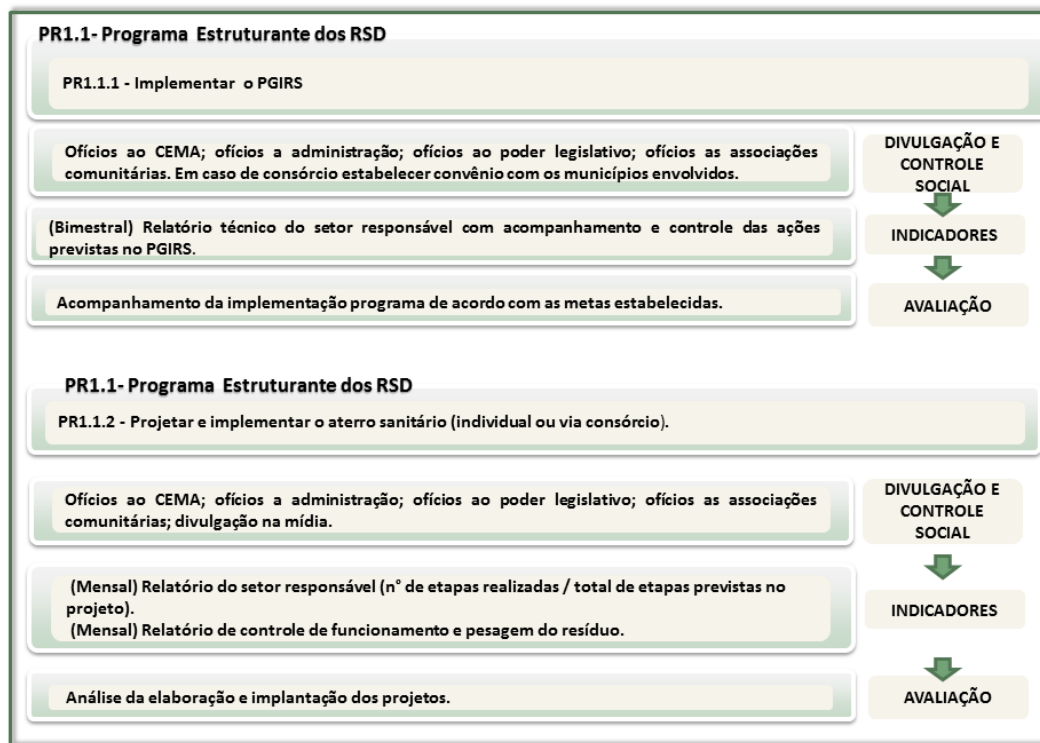 PR1.1- Programa Estruturante dos RSD
PR1.1.1 - Implementar o PGIRS
Ofícios ao CEMA; ofícios a administração; ofícios ao poder legislativo; ofícios as associações
comunitárias. Em caso de consórcio estabelecer convênio com os municípios envolvidos.
DIVULGAÇÃO E
CONTROLE
SOCIAL
(Bimestral) Relatório técnico do setor responsável com acompanhamento e controle das ações
previstas no PGIRS.
INDICADORES
Acompanhamento da implementação programa de acordo com as metas estabelecidas.
AVALIAÇÃO
PR1.1- Programa Estruturante dos RSD
PR1.1.2 - Projetar e implementar o aterro sanitário (individual ou via consórcio).
Ofícios ao CEMA; ofícios a administração; ofícios ao poder legislativo; ofícios as associações
comunitárias; divulgação na mídia.
DIVULGAÇÃO E
CONTROLE
SOCIAL
(Mensal) Relatório do setor responsável (n° de etapas realizadas / total de etapas previstas no
projeto).
(Mensal) Relatório de controle de funcionamento e pesagem do resíduo.
INDICADORES
Análise da elaboração e implantação dos projetos.
AVALIAÇÃO